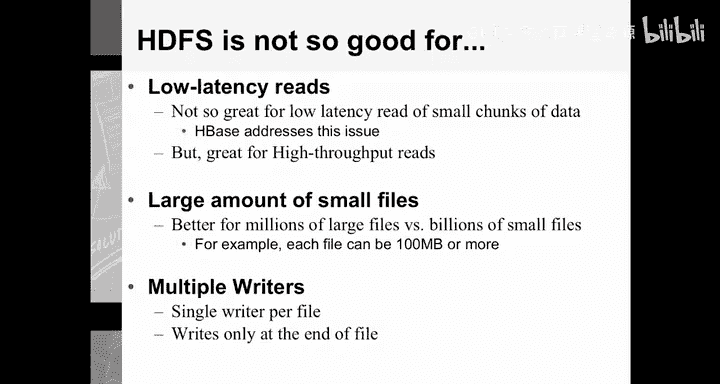 HDFS is not so good for...
bilibili
• Low-latency reads
– Not so great for low latency read of small chunks of data
• HBase addresses this issue
– But, great for High-throughput reads
• Large amount of small files
– Better for millions of large files vs. billions of small files
• For example, each file can be 100MB or more
• Multiple Writers
– Single writer per file
– Writes only at the end of file